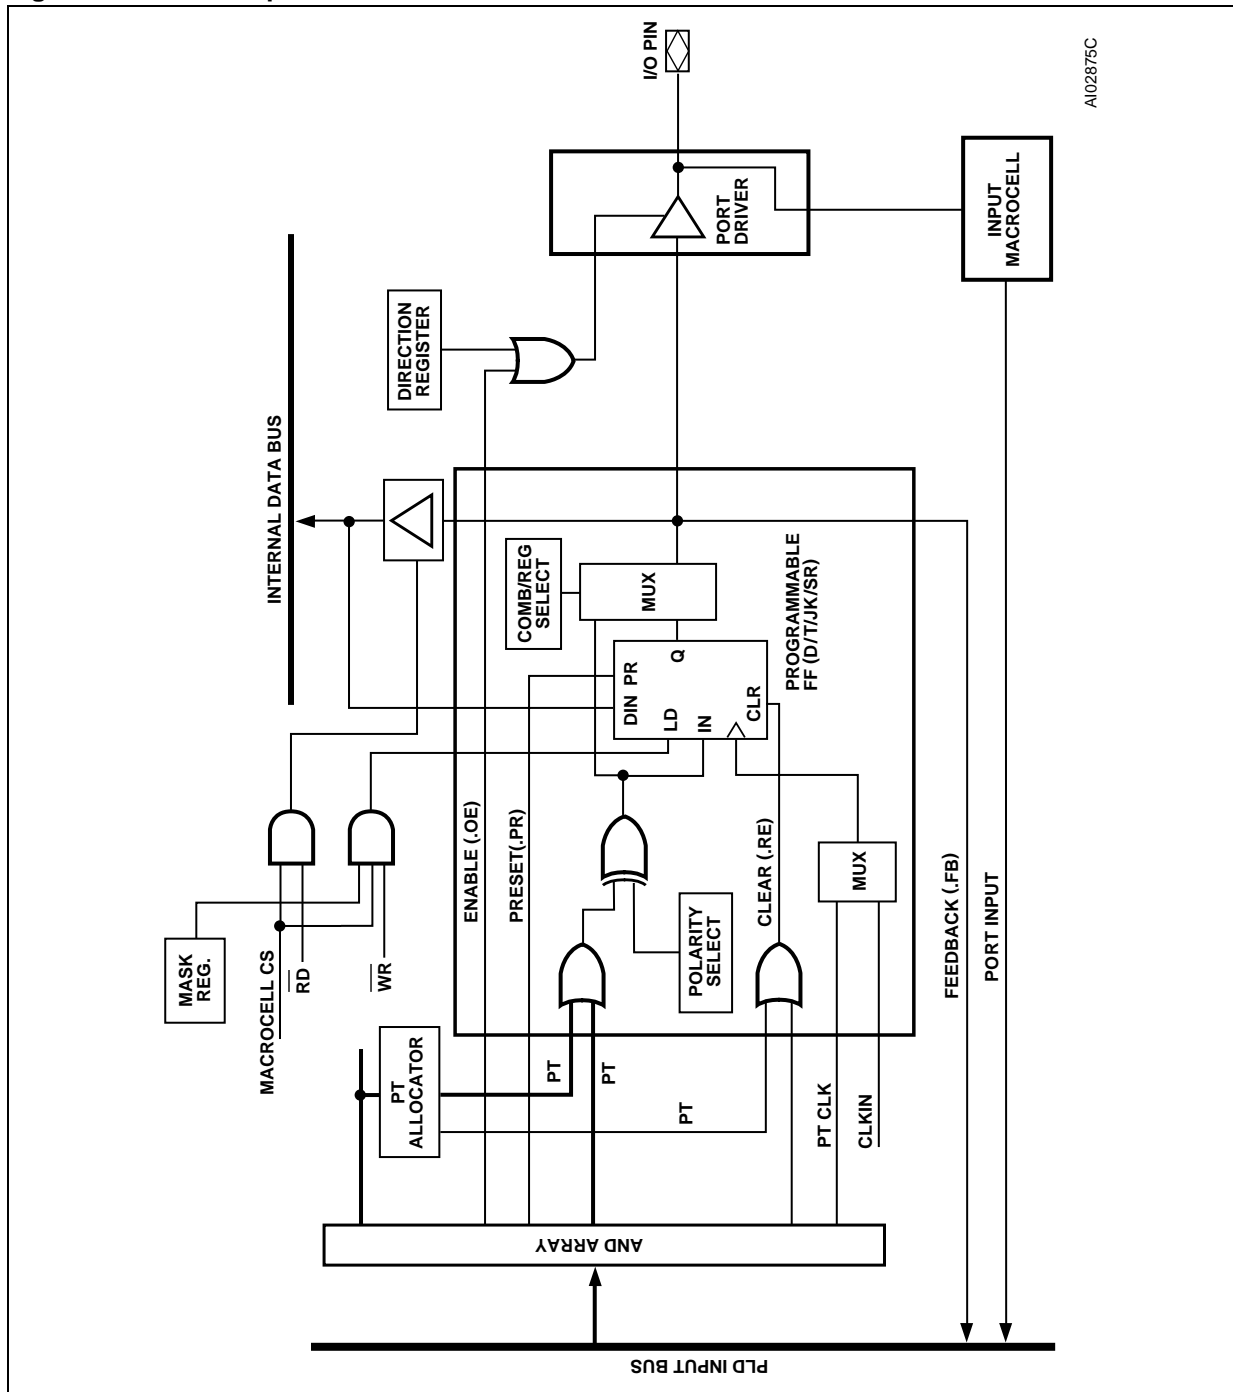 MASK
REG.
MACROCELL CS
RD
WR
INTERNAL DATA BUS
DIRECTION
REGISTER
I/O PIN
AI02875C
PT
ALLOCATOR
PT
PT
PT
ENABLE (.OE)
PRESET(.PR)
COMB/REG
SELECT
MUX
DIN
PR
LD
Q
IN
CLR
PROGRAMMABLE
FF (D/T/JK/SR)
POLARITY
SELECT
CLEAR (.RE)
MUX
PT CLK
CLKIN
PORT
DRIVER
INPUT
MACROCELL
FEEDBACK (.FB)
PORT INPUT
AND ARRAY
PLD INPUT BUS